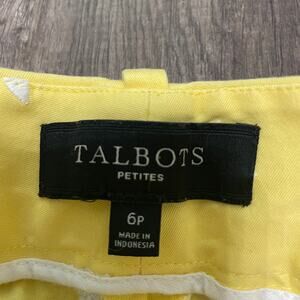 TALBOTS
PETITES
6P
MADE IN
INDONESIA